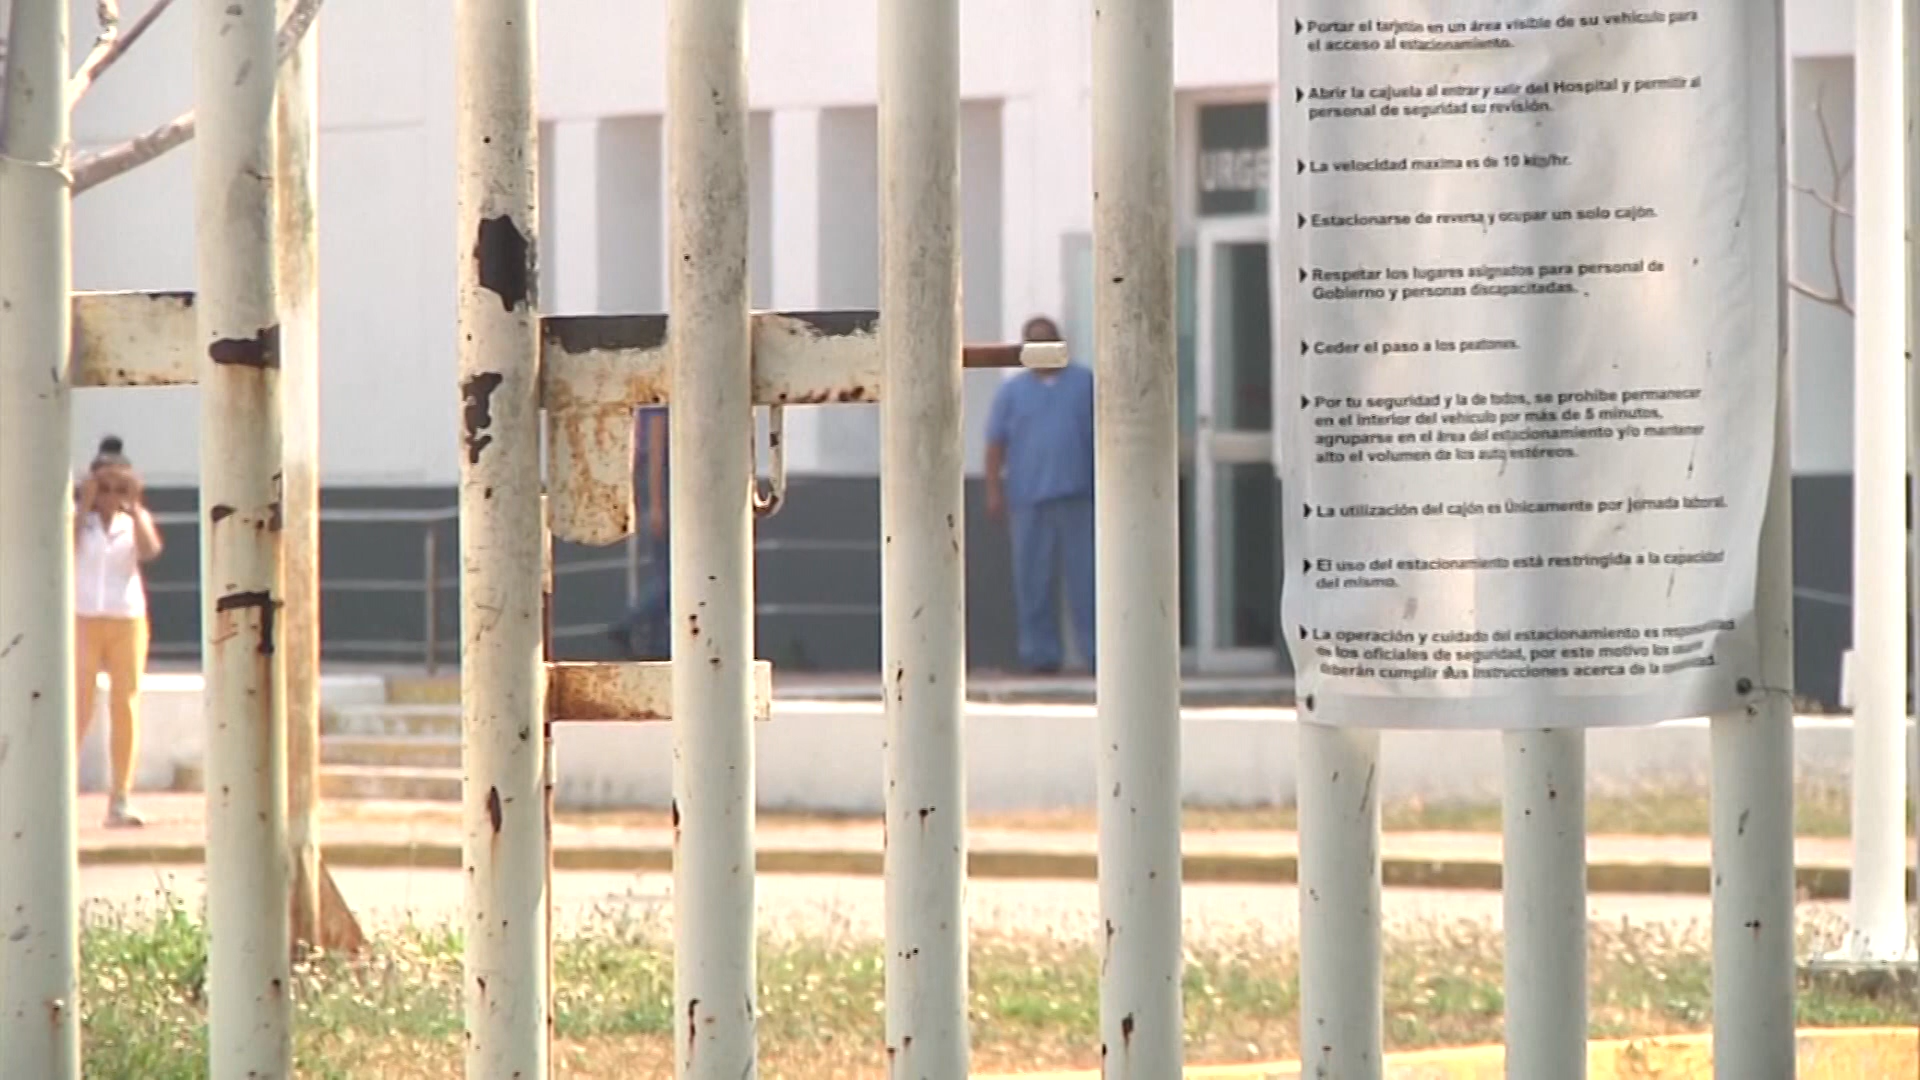 Portar el tarjetón en un área visible de su vehículo para
el acceso al estacionamiento.
Abrir la cajuela al entrar y salir del Hospital y permitir al
personal de seguridad su revisión.
La velocidad maxima es de 10 km/hr.
Estacionarse de reversa y ocupar un solo cajón.
Respetar los lugares asignados para personal de
Gobierno y personas discapacitadas.
Ceder el paso a los peatones.
Por tu seguridad y la de todos, se prohibe permanecer
en el interior del vehiculo por más de 5 minutos,
agruparse en el área del estacionamiento y/o mantener
alto el volumen de los auto estéreos.
La utilización del cajón es Únicamente por jornada laboral.
El uso del estacionamiento está restringida a la capacidad
del mismo.
La operación y cuidado del estacionamiento es responsabilidad
de los oficiales de seguridad, por este motivo los
deberán cumplir sus instrucciones acerca de la
URGE